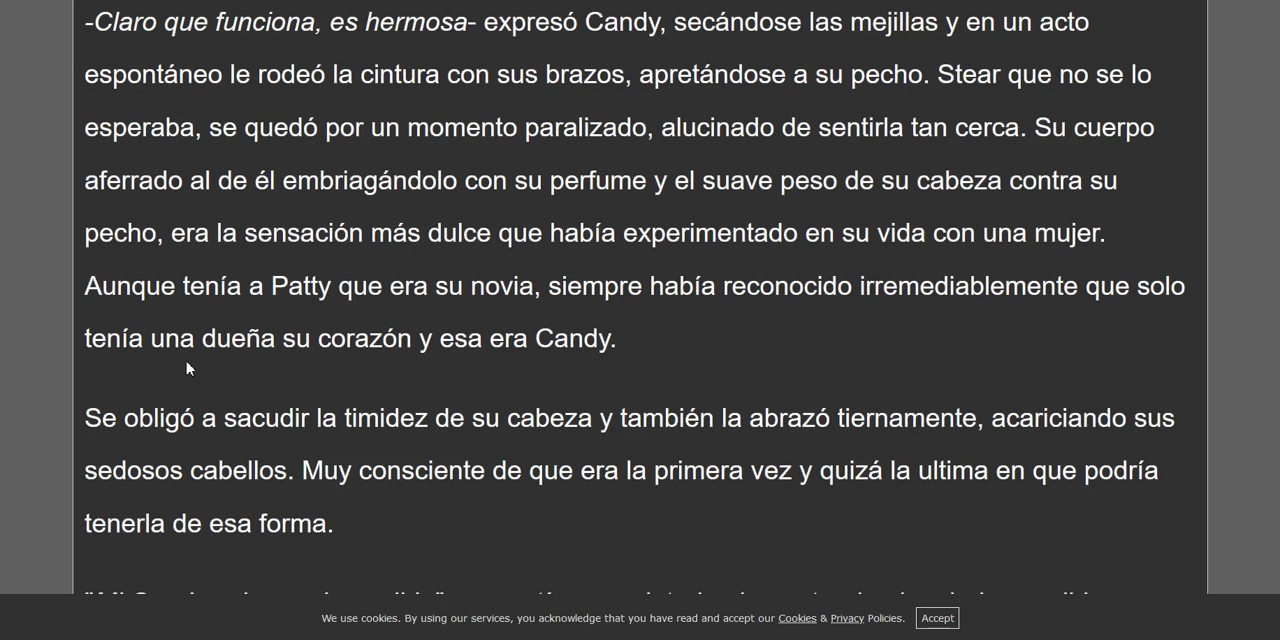 -Claro que funciona, es hermosa- expresó Candy, secándose las mejillas y en un acto
espontáneo le rodeó la cintura con sus brazos, apretándose a su pecho. Stear que no se lo
esperaba, se quedó por un momento paralizado, alucinado de sentirla tan cerca. Su cuerpo
aferrado al de él embriagándolo con su perfume y el suave peso de su cabeza contra su
pecho, era la sensación más dulce que había experimentado en su vida con una mujer.
Aunque tenía a Patty que era su novia, siempre había reconocido irremediablemente que solo
tenía una dueña su corazón y esa era Candy.
Se obligó a sacudir la timidez de su cabeza y también la abrazó tiernamente, acariciando sus
sedosos cabellos. Muy consciente de que era la primera vez y quizá la ultima en que podría
tenerla de esa forma.
We use cookies. By using our services, you acknowledge that you have read and accept our Cookies & Privacy Policies. Accept